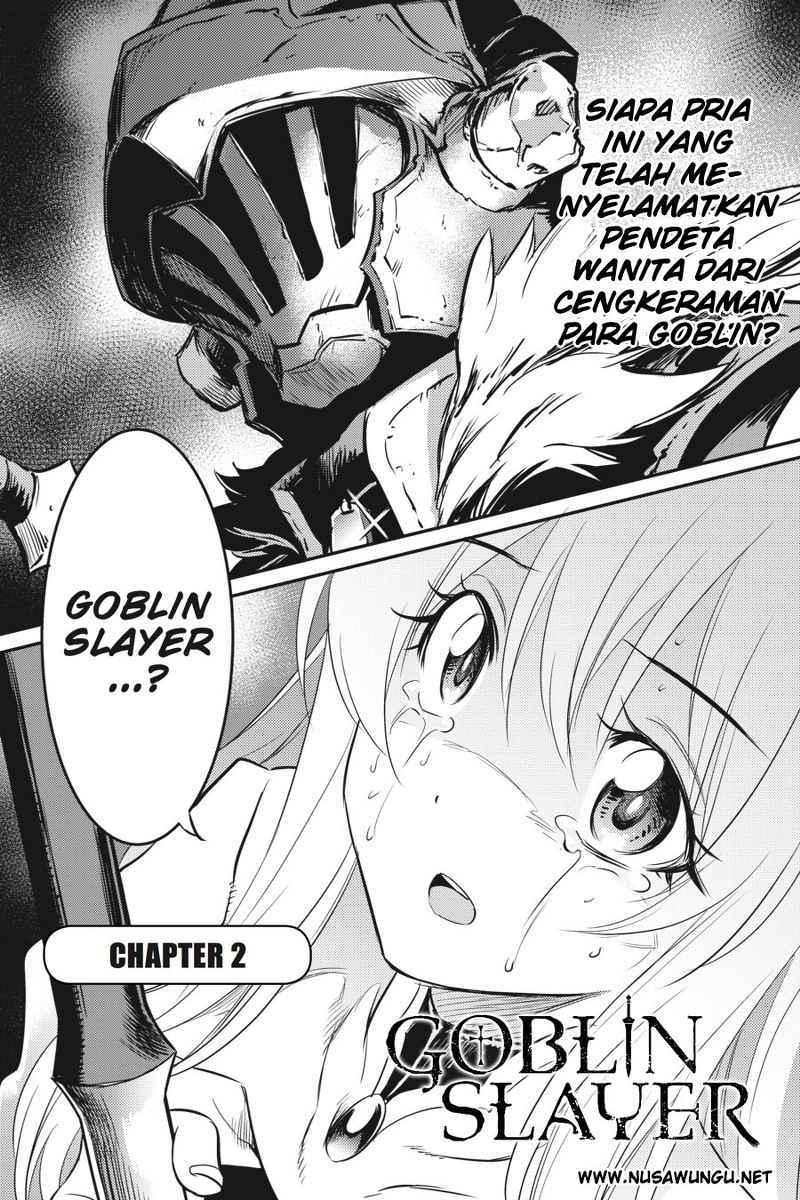 SIAPA PRIA
INI YANG
TELAH ME-
NYELAMATKAN
PENDETA
WANITA DARI
CENGKERAMAN
PARA GOBLIN?
GOBLIN
SLAYER
...?
CHAPTER 2
GOBLIN
SLAYER
WWW.NUSAWUNGU.NET